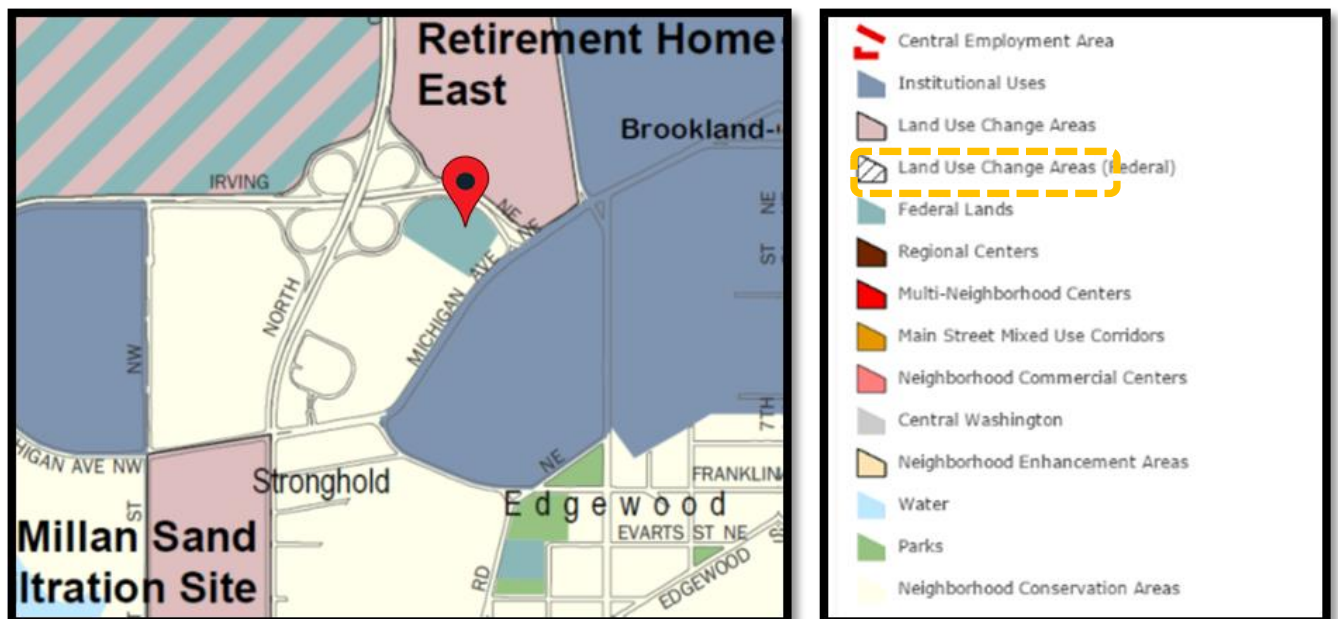 Retirement Home
East
Brookland-
IRVING
NE
NE
NE
ST
NORTH
MICHIGAN AVE
NW
7TH
HIGAN AVE NW
Stronghold
NE
FRANKLIN
Edgewood
ST
EVARTS ST NE
Millan Sand
ltration Site
RD
EDGEWOOD
ST
Central Employment Area
Institutional Uses
Land Use Change Areas
Land Use Change Areas (Federal)
Federal Lands
Regional Centers
Multi-Neighborhood Centers
Main Street Mixed Use Corridors
Neighborhood Commercial Centers
Central Washington
Neighborhood Enhancement Areas
Water
Parks
Neighborhood Conservation Areas